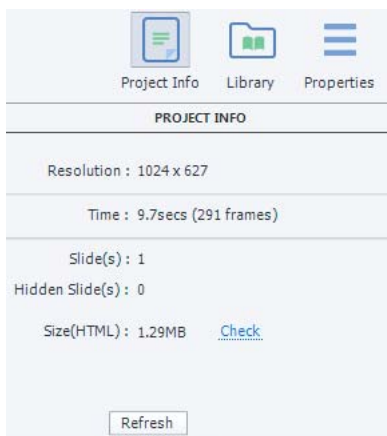 Project Info Library Properties
PROJECT INFO
Resolution : 1024 x 627
Time : 9.7secs (291 frames)
Slide(s) : 1
Hidden Slide(s) : 0
Size(HTML) : 1.29MB Check
Refresh